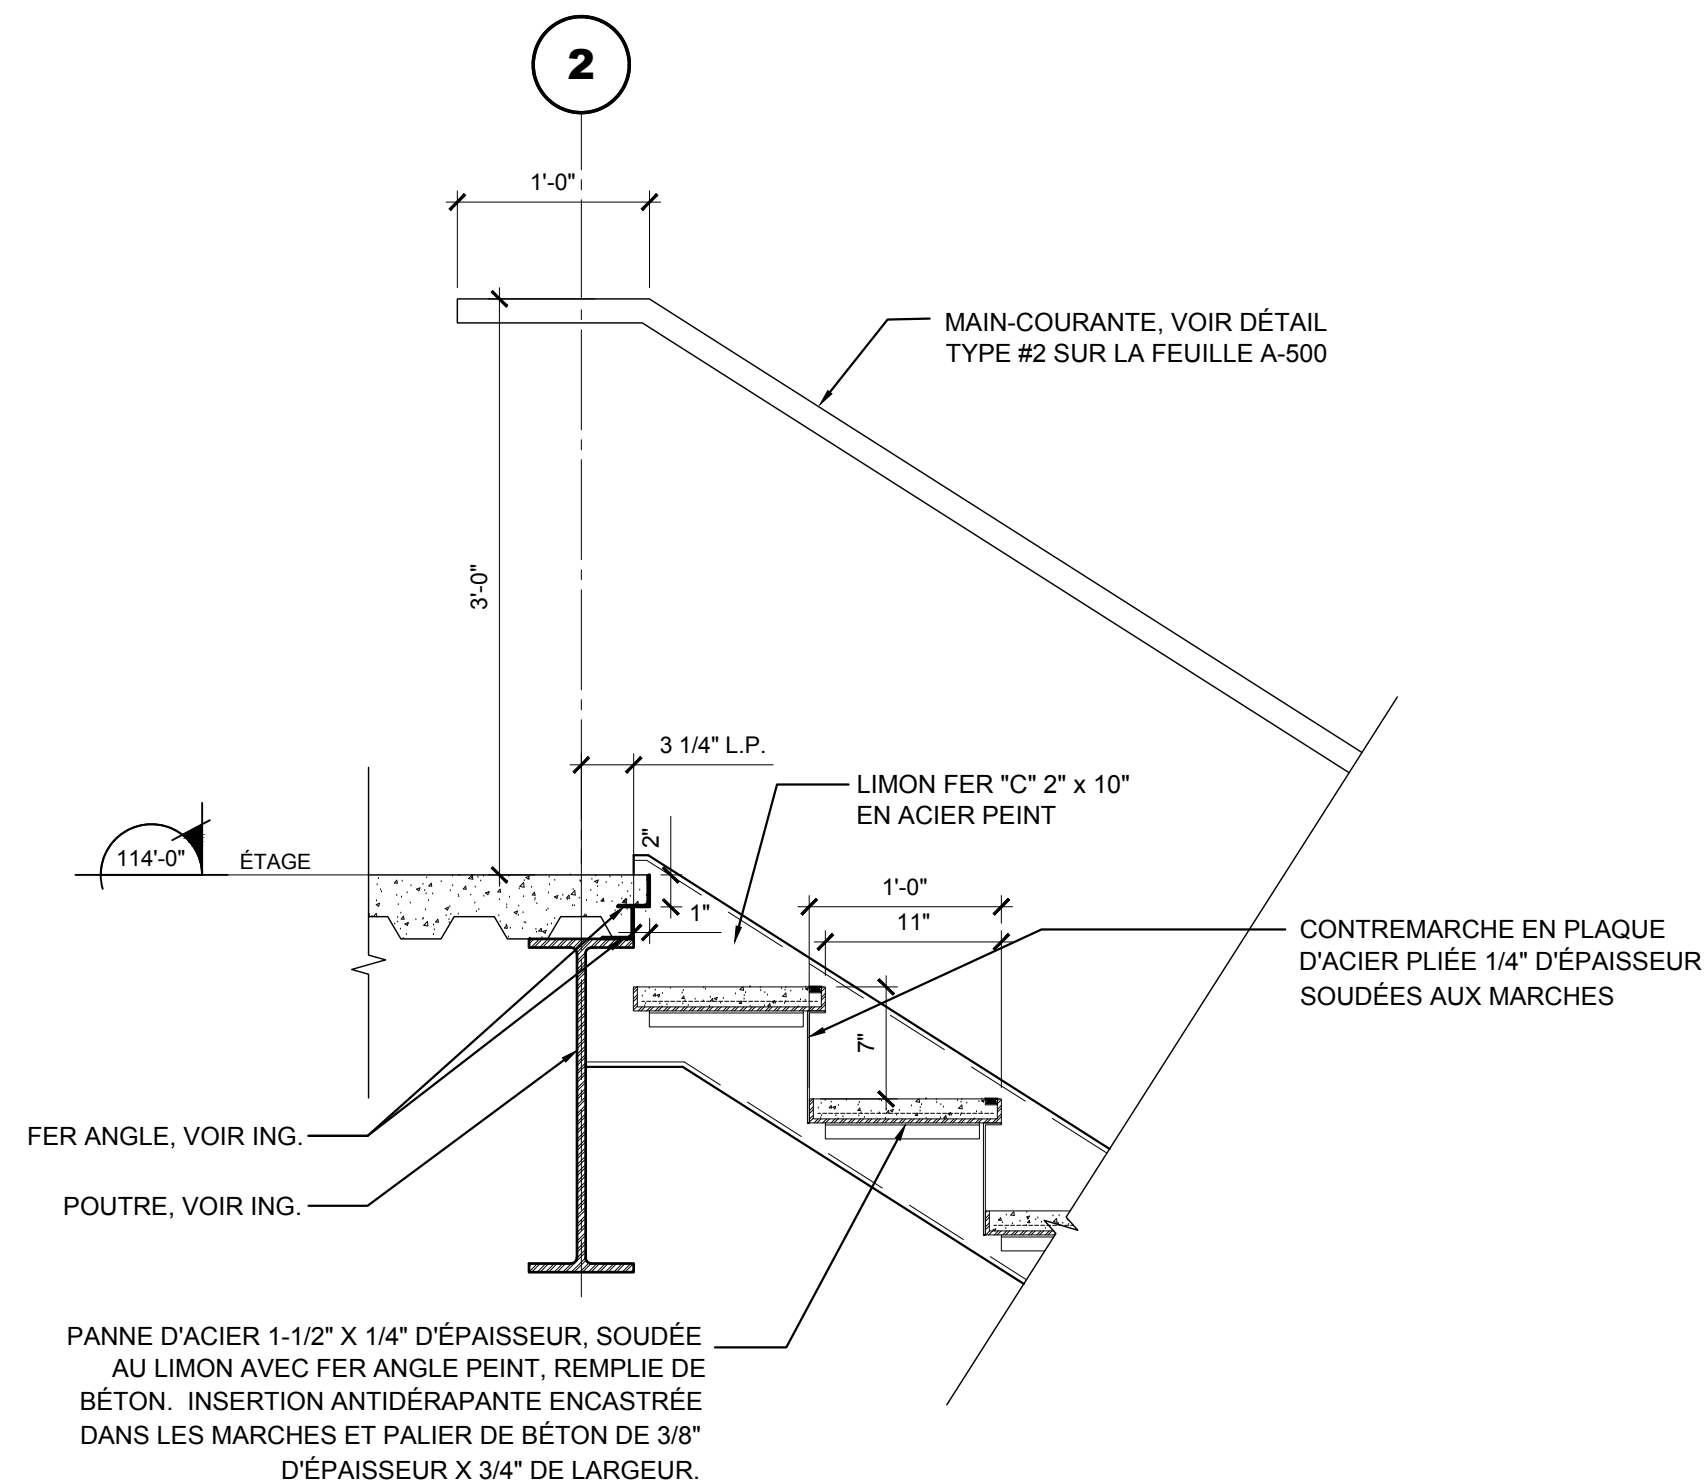 2
1'-0"
MAIN-COURANTE, VOIR DÉTAIL
TYPE #2 SUR LA FEUILLE A-500
3'-0"
3 1/4" L.P.
LIMON FER "C" 2" x 10"
EN ACIER PEINT
2"
114'-0"
ÉTAGE
1'-0"
1"
11"
CONTREMARCHE EN PLAQUE
D'ACIER PLIÉE 1/4" D'ÉPAISSEUR
SOUDÉES AUX MARCHES
7"
FER ANGLE, VOIR ING.
POUTRE, VOIR ING.
PANNE D'ACIER 1-1/2" X 1/4" D'ÉPAISSEUR, SOUDÉE
AU LIMON AVEC FER ANGLE PEINT, REMPLIE DE
BÉTON. INSERTION ANTIDÉRAPANTE ENCASTRÉE
DANS LES MARCHES ET PALIER DE BÉTON DE 3/8"
D'ÉPAISSEUR X 3/4" DE LARGEUR.